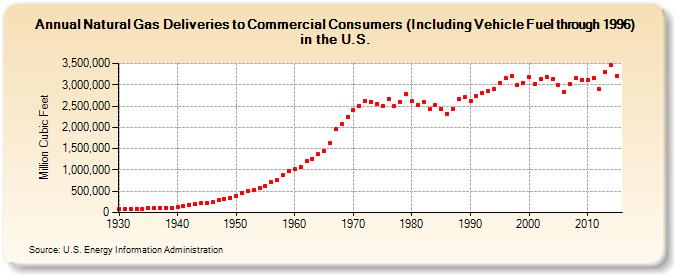 Annual Natural Gas Deliveries to Commercial Consumers (Including Vehicle Fuel through 1996)
in the U.S.
Million Cubic Feet
3,500,000
3,000,000
2,500,000
2,000,000
1,500,000
1,000,000
500,000
0
1930 1940 1950 1960 1970 1980 1990 2000 2010
Source: U.S. Energy Information Administration